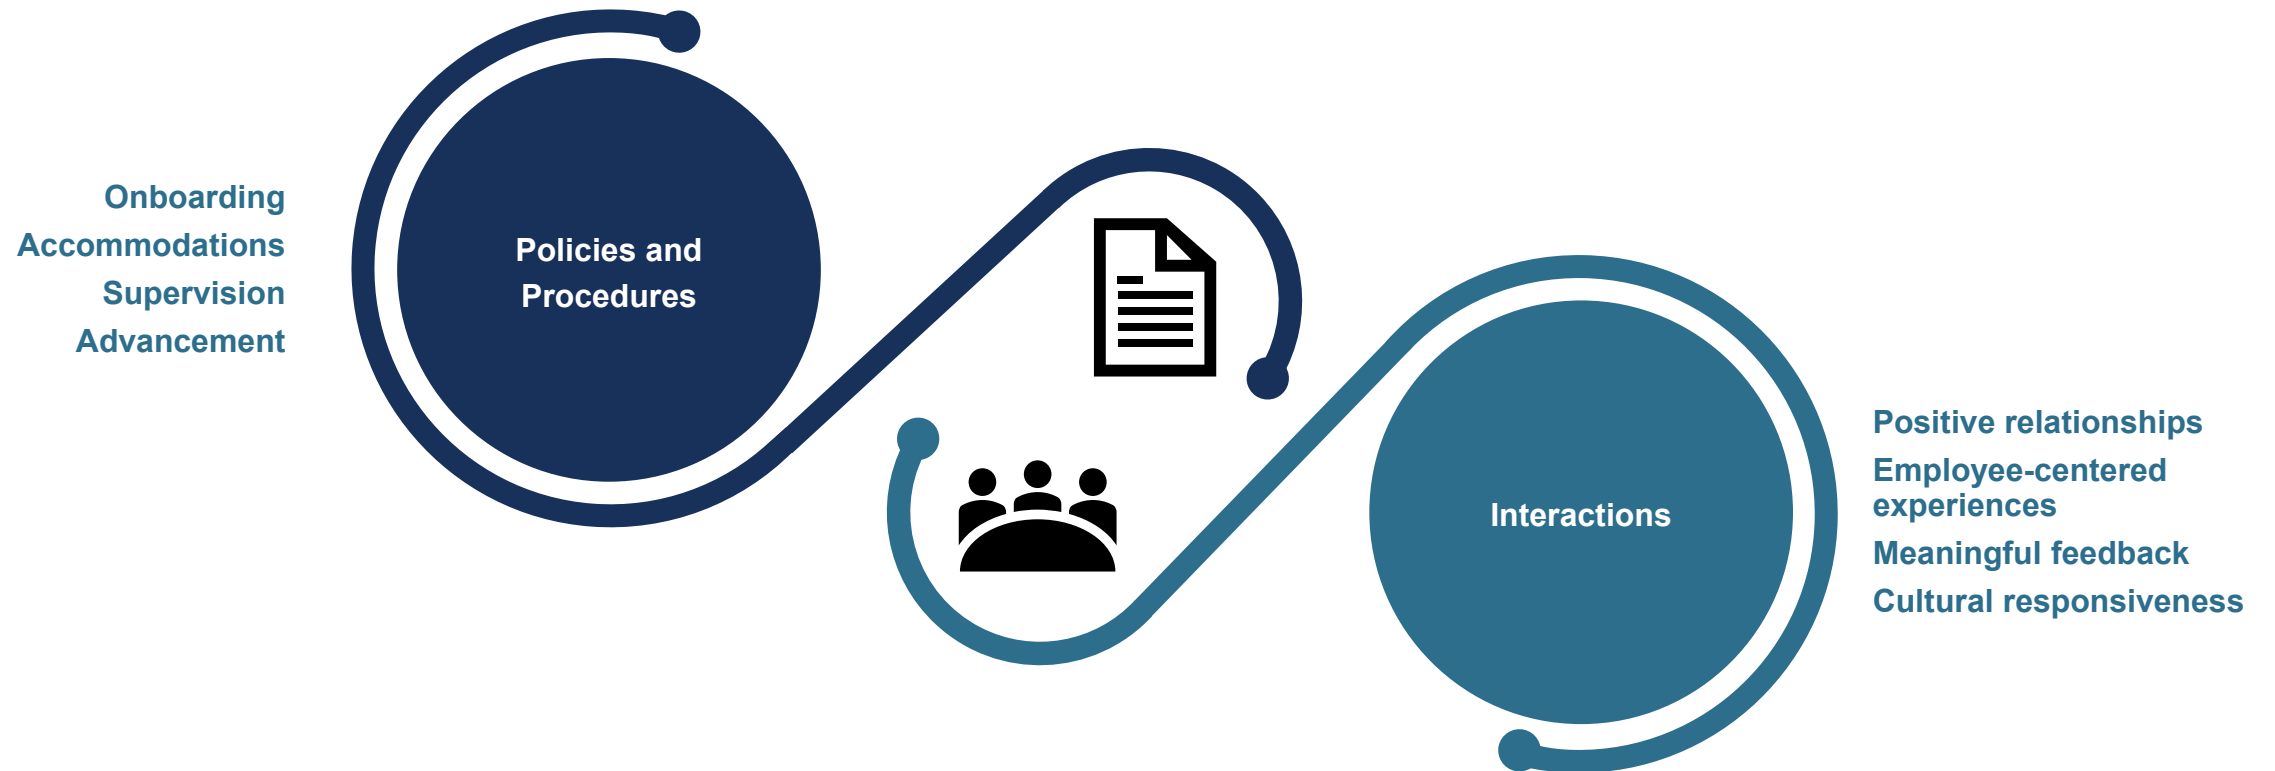 Onboarding
Accommodations
Supervision
Advancement
Policies and
Procedures
Interactions
Positive relationships
Employee-centered
experiences
Meaningful feedback
Cultural responsiveness